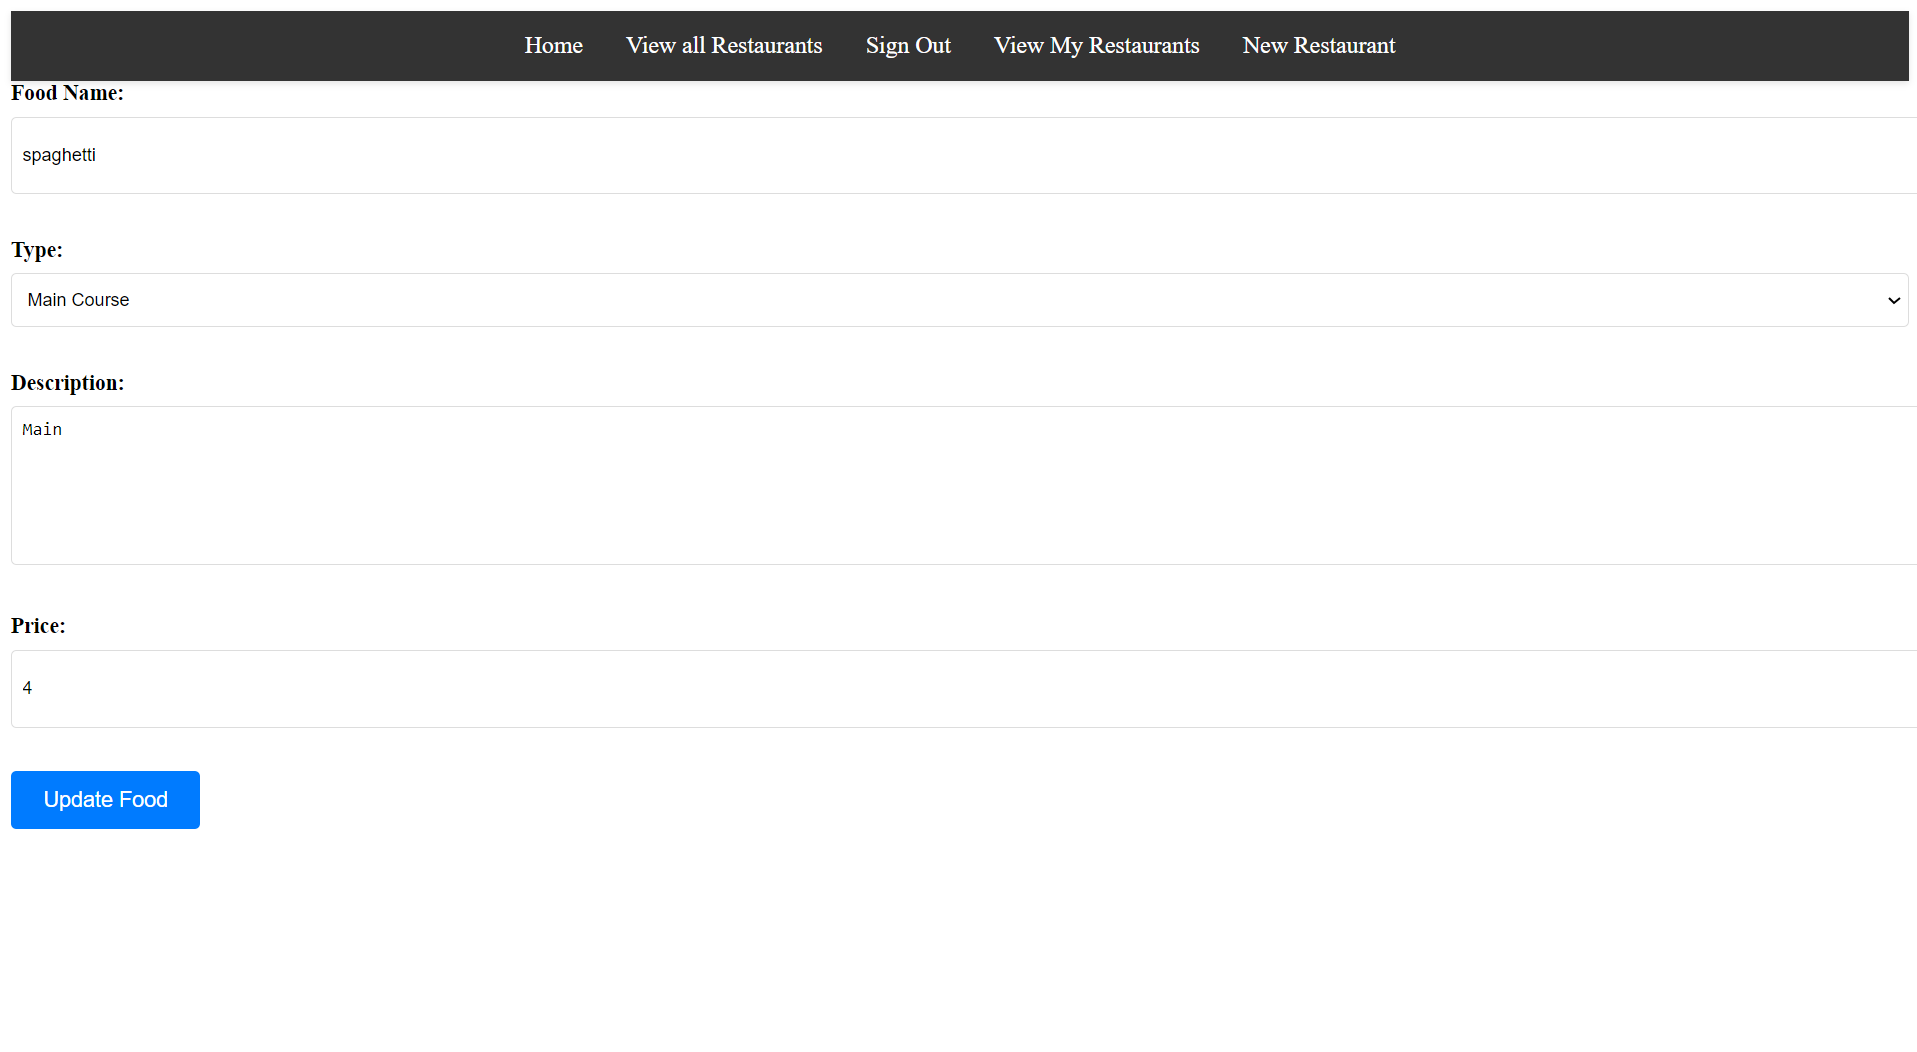 Home View all Restaurants Sign Out View My Restaurants New Restaurant
Food Name:
spaghetti
Type:
Main Course
Description:
Main
Price:
4
Update Food